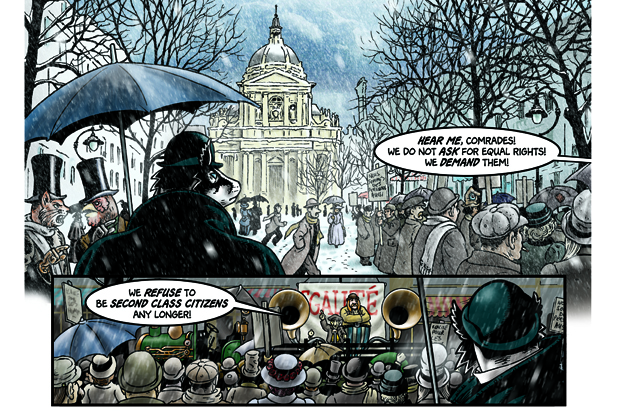 HEAR ME, COMRADES!
WE DO NOT ASK FOR EQUAL RIGHTS!
WE DEMAND THEM!
WE REFUSE TO
BE SECOND CLASS CITIZENS
ANY LONGER!
GALITÉ